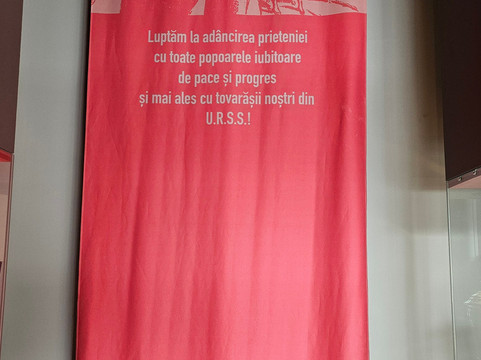 Luptăm la adâncirea prieteniei
cu toate popoarele iubitoare
de pace și progres
și mai ales cu tovarășii noștri din
U.R.S.S.!